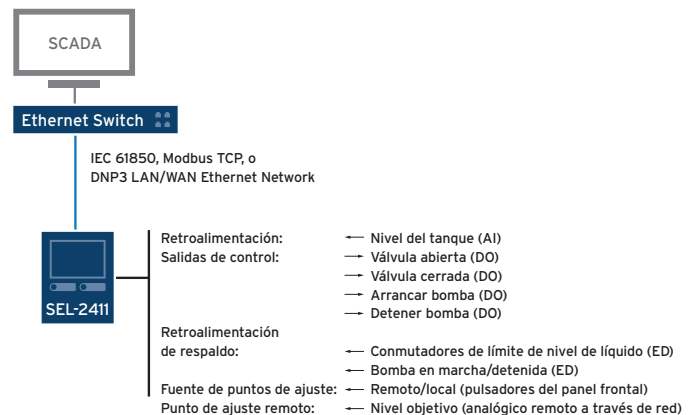 SCADA
Ethernet Switch
IEC 61850, Modbus TCP, o
DNP3 LAN/WAN Ethernet Network
SEL-2411
Retroalimentación: ← Nivel del tanque (AI)
Salidas de control: → Válvula abierta (DO)
→ Válvula cerrada (DO)
→ Arrancar bomba (DO)
→ Detener bomba (DO)
Retroalimentación
de respaldo: ← Conmutadores de límite de nivel de líquido (ED)
← Bomba en marcha/detenida (ED)
Fuente de puntos de ajuste: ← Remoto/local (pulsadores del panel frontal)
Punto de ajuste remoto: ← Nivel objetivo (analógico remoto a través de red)